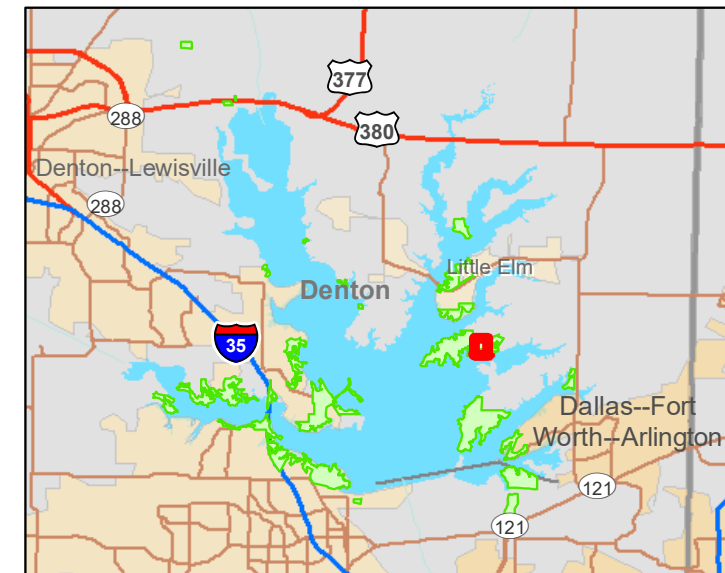 377
288
380
Denton--Lewisville
288
Little Elm
Denton
35
Dallas--Fort
Worth--Arlington
121
121